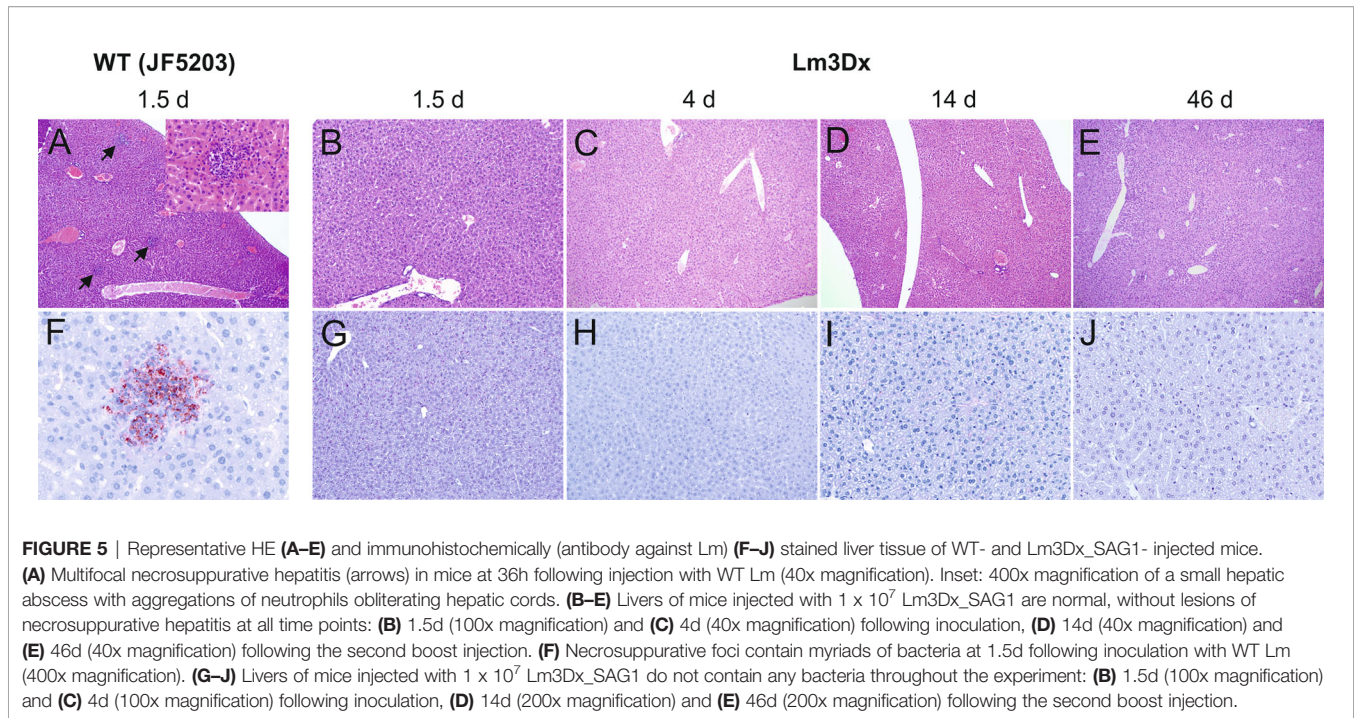 WT (JF5203)
Lm3Dx
1.5 d
1.5 d
4 d
14 d
46 d
A
B
C
D
E
F
G
H
I
J
FIGURE 5 | Representative HE (A–E) and immunohistochemically (antibody against Lm) (F–J) stained liver tissue of WT- and Lm3Dx_SAG1- injected mice.
(A) Multifocal necrosuppurative hepatitis (arrows) in mice at 36h following injection with WT Lm (40x magnification). Inset: 400x magnification of a small hepatic
abscess with aggregations of neutrophils obliterating hepatic cords. (B–E) Livers of mice injected with 1 x 10⁷ Lm3Dx_SAG1 are normal, without lesions of
necrosuppurative hepatitis at all time points: (B) 1.5d (100x magnification) and (C) 4d (40x magnification) following inoculation, (D) 14d (40x magnification) and
(E) 46d (40x magnification) following the second boost injection. (F) Necrosuppurative foci contain myriads of bacteria at 1.5d following inoculation with WT Lm
(400x magnification). (G–J) Livers of mice injected with 1 x 10⁷ Lm3Dx_SAG1 do not contain any bacteria throughout the experiment: (B) 1.5d (100x magnification)
and (C) 4d (100x magnification) following inoculation, (D) 14d (200x magnification) and (E) 46d (200x magnification) following the second boost injection.